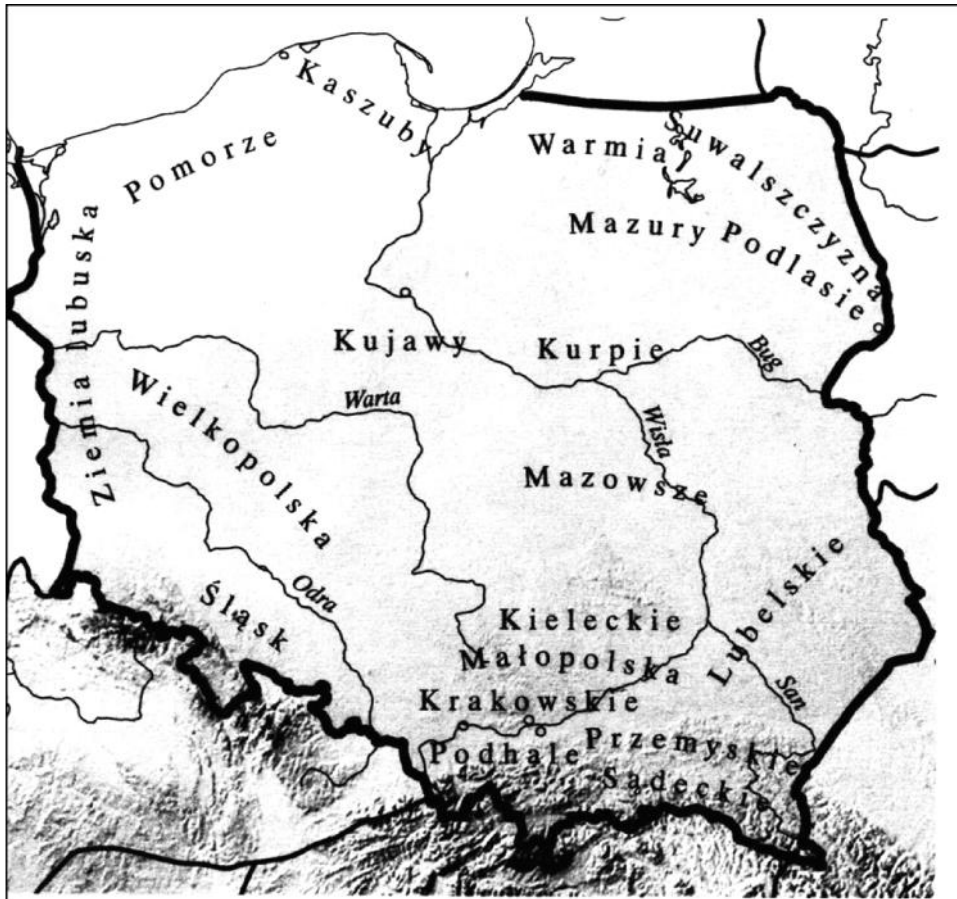 Kaszuby
Pomorze
Suwalszczyzna
Warmia
Ziemia lubuska
Mazury
Podlasie
Kujawy
Kurpie
Bug
Wielkopolska
Warta
Wisła
Mazowsze
Odra
Śląsk
Lubelskie
Kieleckie
Małopolska
San
Krakowskie
Podhale
Przemyskie
Sądeckie